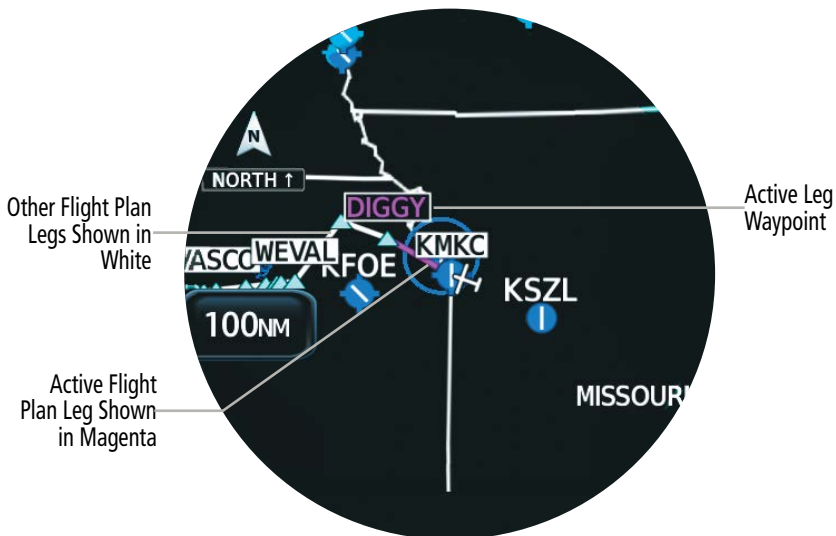 N
NORTH ↑
DIGGY
Other Flight Plan
Legs Shown in
White
Active Leg
Waypoint
KMKC
WEVAL
KFOE
KSZL
100NM
Active Flight
Plan Leg Shown
in Magenta